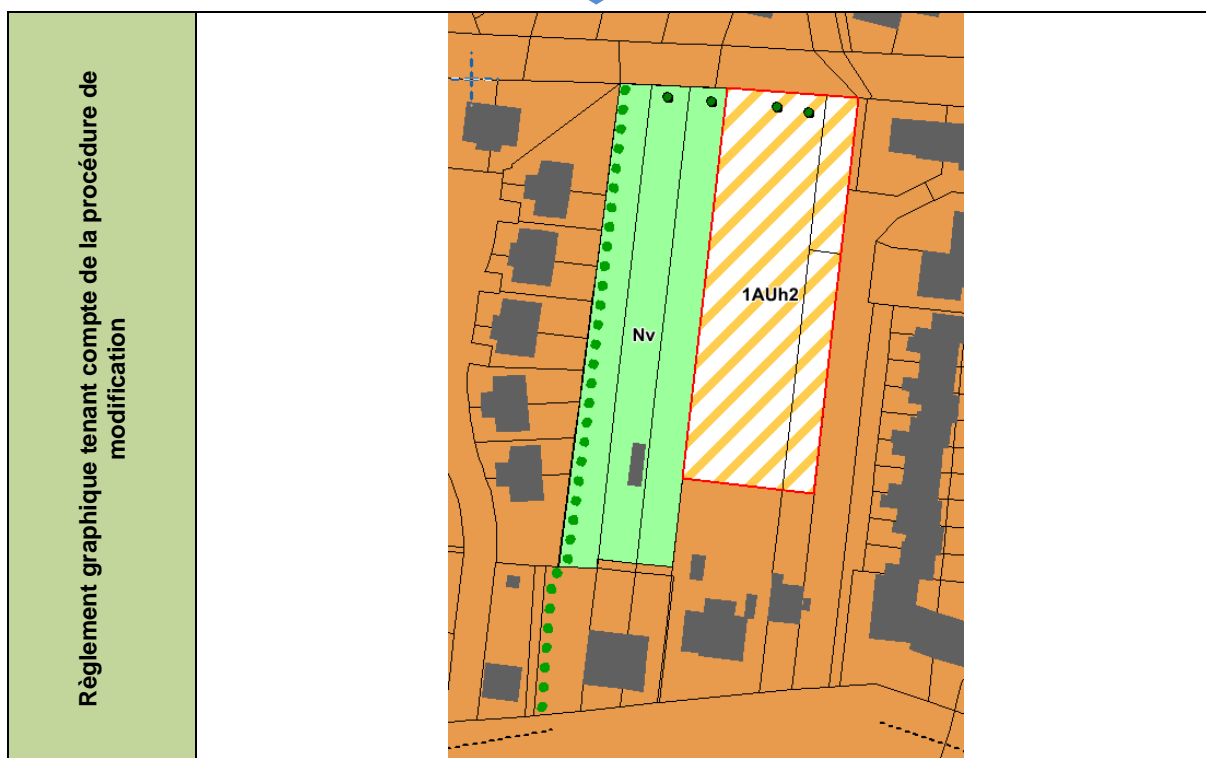 Règlement graphique tenant compte de la procédure de
modification
1AUh2
Nv